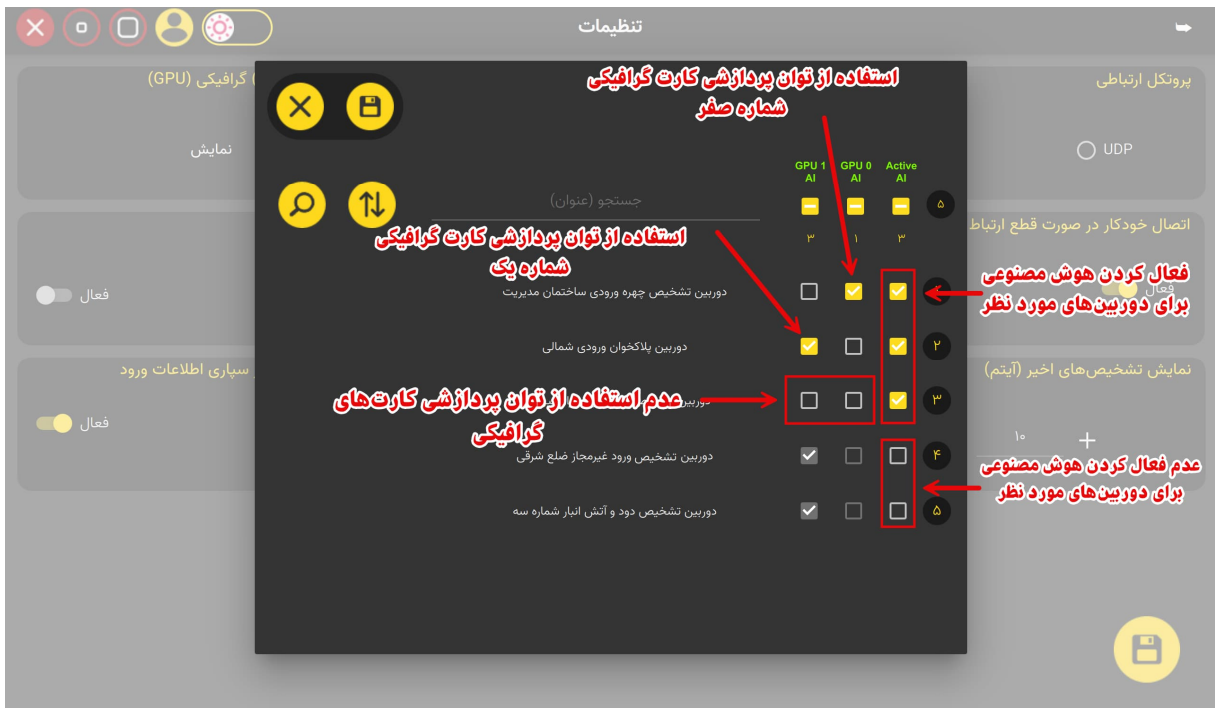 تنظیمات
پروتکل ارتباطی
UDP
اتصال خودکار در صورت قطع ارتباط
فعال
نمایش تشخیص‌های اخیر (آیتم)
۱۰
گرافیکی (GPU)
نمایش
فعال
سپاری اطلاعات ورود
فعال
استفاده از توان پردازشی کارت گرافیکی
شماره صفر
GPU 1 AI
GPU 0 AI
Active AI
جستجو (عنوان)
۵
۳
۱
۳
استفاده از توان پردازشی کارت گرافیکی
شماره یک
فعال کردن هوش مصنوعی
برای دوربین‌های مورد نظر
دوربین تشخیص چهره ورودی ساختمان مدیریت
دوربین پلاکخوان ورودی شمالی
۲
عدم استفاده از توان پردازشی کارت‌های
گرافیکی
۳
دوربین تشخیص ورود غیرمجاز ضلع شرقی
۴
عدم فعال کردن هوش مصنوعی
برای دوربین‌های مورد نظر
دوربین تشخیص دود و آتش انبار شماره سه
۵